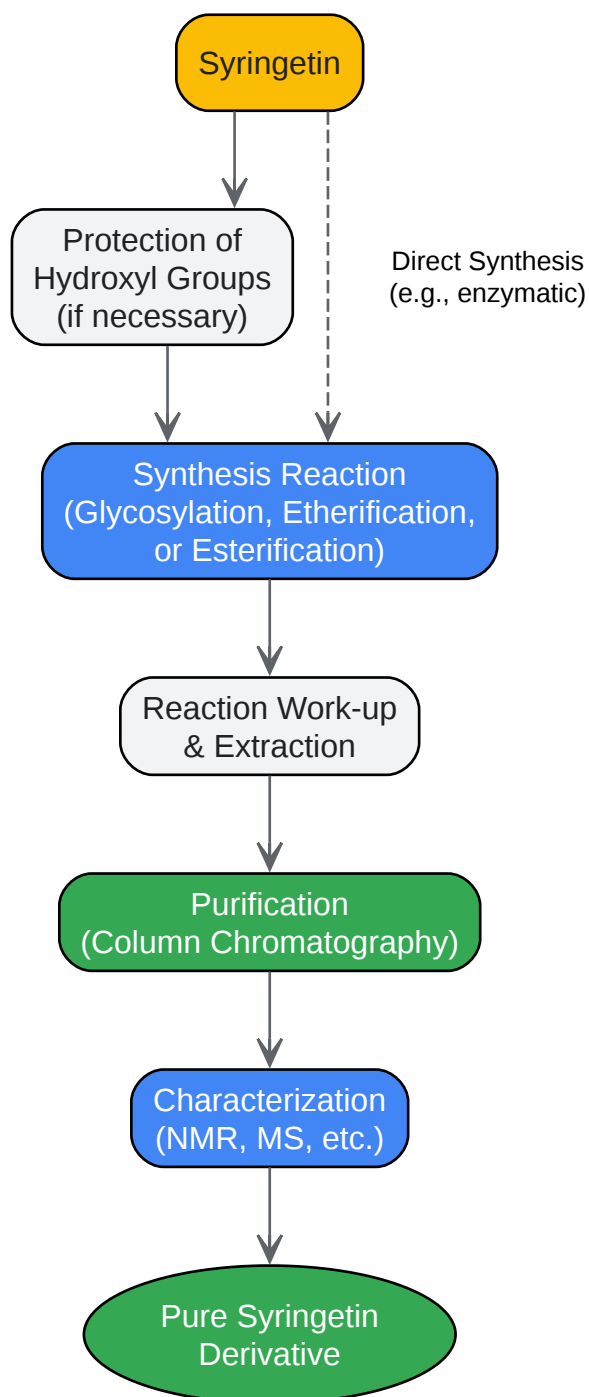 Syringetin
Protection of
Hydroxyl Groups
(if necessary)
Direct Synthesis
(e.g., enzymatic)
Synthesis Reaction
(Glycosylation, Etherification,
or Esterification)
Reaction Work-up
& Extraction
Purification
(Column Chromatography)
Characterization
(NMR, MS, etc.)
Pure Syringetin
Derivative